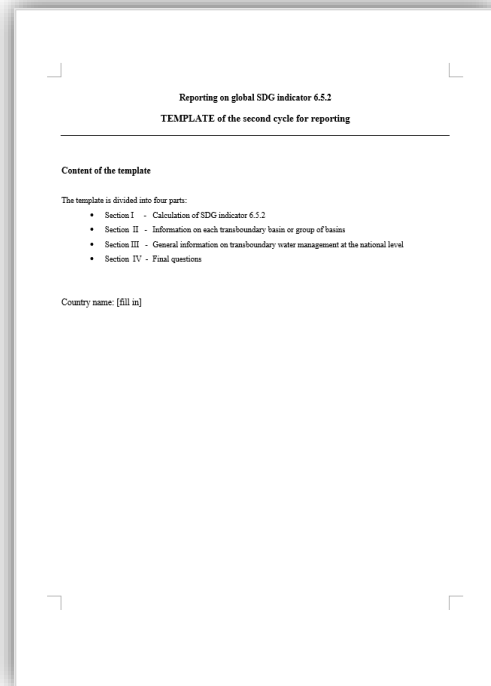 Reporting on global SDG indicator 6.5.2
TEMPLATE of the second cycle for reporting
Content of the template
The template is divided into four parts:
• Section I - Calculation of SDG indicator 6.5.2
• Section II - Information on each transboundary basin or group of basins
• Section III - General information on transboundary water management at the national level
• Section IV - Final questions
Country name: [fill in]